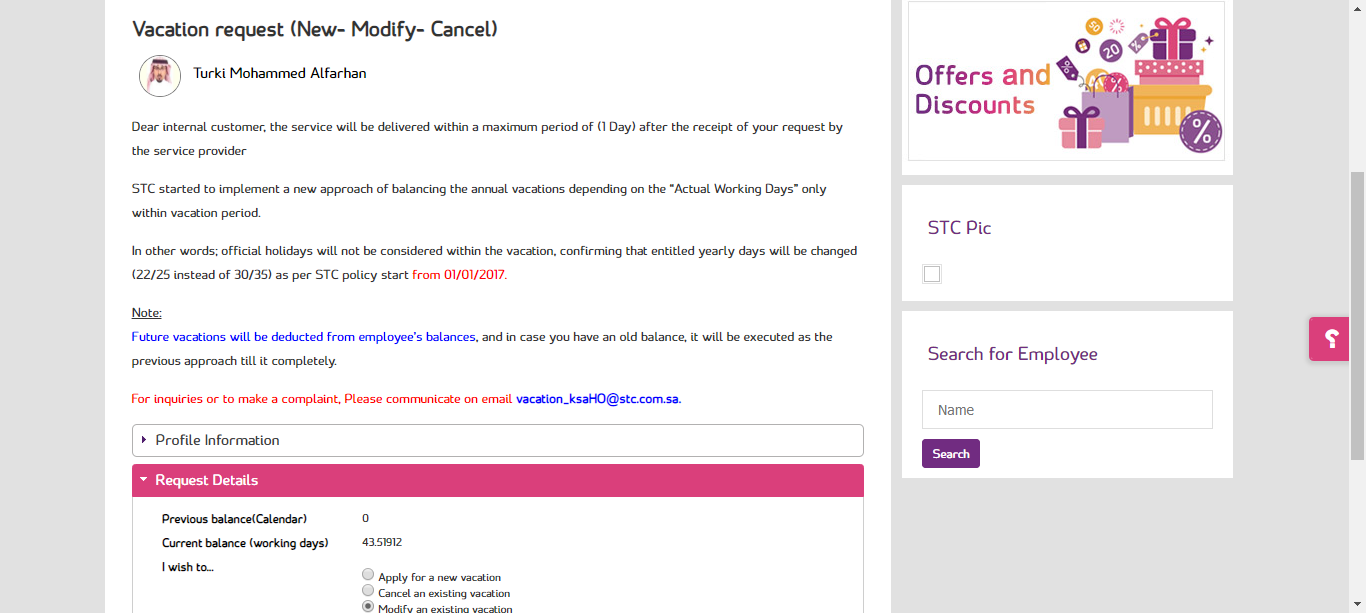 Vacation request (New- Modify- Cancel)
Turki Mohammed Alfarhan
Dear internal customer, the service will be delivered within a maximum period of (1 Day) after the receipt of your request by
the service provider
STC started to implement a new approach of balancing the annual vacations depending on the "Actual Working Days" only
within vacation period.
In other words; official holidays will not be considered within the vacation, confirming that entitled yearly days will be changed
(22/25 instead of 30/35) as per STC policy start from 01/01/2017.
Note:
Future vacations will be deducted from employee's balances, and in case you have an old balance, it will be executed as the
previous approach till it completely.
For inquiries or to make a complaint, Please communicate on email vacation_ksaHO@stc.com.sa.
Profile Information
Request Details
Previous balance(Calendar) 0
Current balance (working days) 43.51912
I wish to...
Apply for a new vacation
Cancel an existing vacation
Modify an existing vacation
Offers and
Discounts
50
20
%
%
%
%
STC Pic
Search for Employee
Name
Search
?